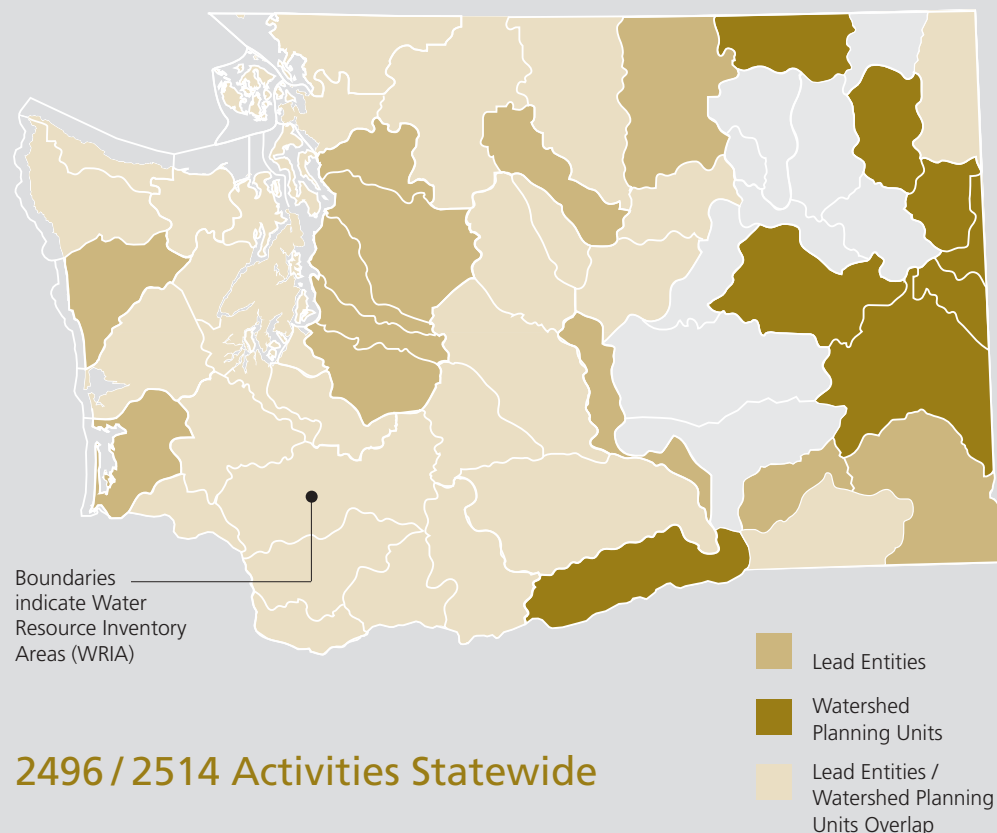 Boundaries
indicate Water
Resource Inventory
Areas (WRIA)
Lead Entities
Watershed
Planning Units
Lead Entities /
Watershed Planning
Units Overlap
2496 / 2514 Activities Statewide